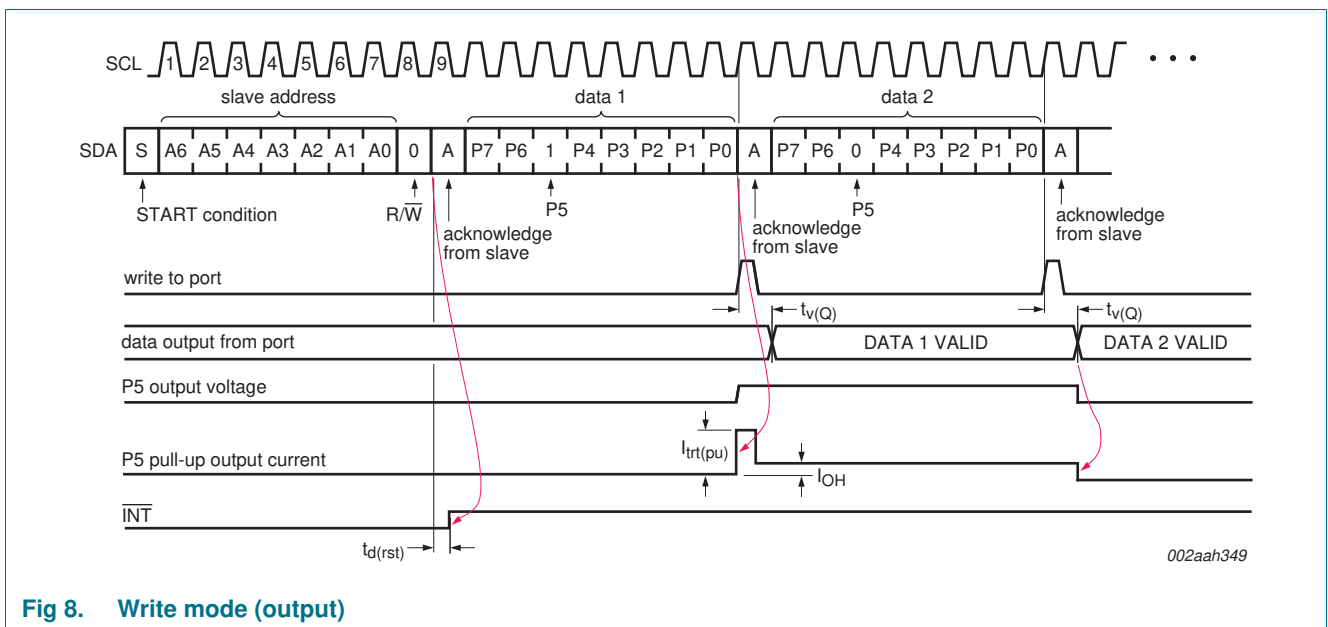 SCL 1 2 3 4 5 6 7 8 9
slave address data 1 data 2
SDA S A6 A5 A4 A3 A2 A1 A0 0 A P7 P6 1 P4 P3 P2 P1 P0 A P7 P6 0 P4 P3 P2 P1 P0 A
START condition R/W̅ P5 P5
acknowledge
from slave
acknowledge
from slave
acknowledge
from slave
write to port
tv(Q) tv(Q)
data output from port DATA 1 VALID DATA 2 VALID
P5 output voltage
Itrt(pu)
P5 pull-up output current
IOH
I̅N̅T̅
td(rst)
002aah349
Fig 8. Write mode (output)